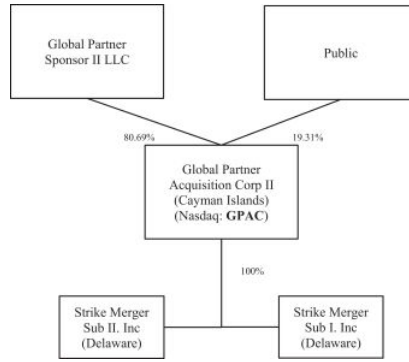 Global Partner
Sponsor II LLC
Public
80.69%
19.31%
Global Partner
Acquisition Corp II
(Cayman Islands)
(Nasdaq: GPAC)
100%
Strike Merger
Sub II. Inc
(Delaware)
Strike Merger
Sub I. Inc
(Delaware)